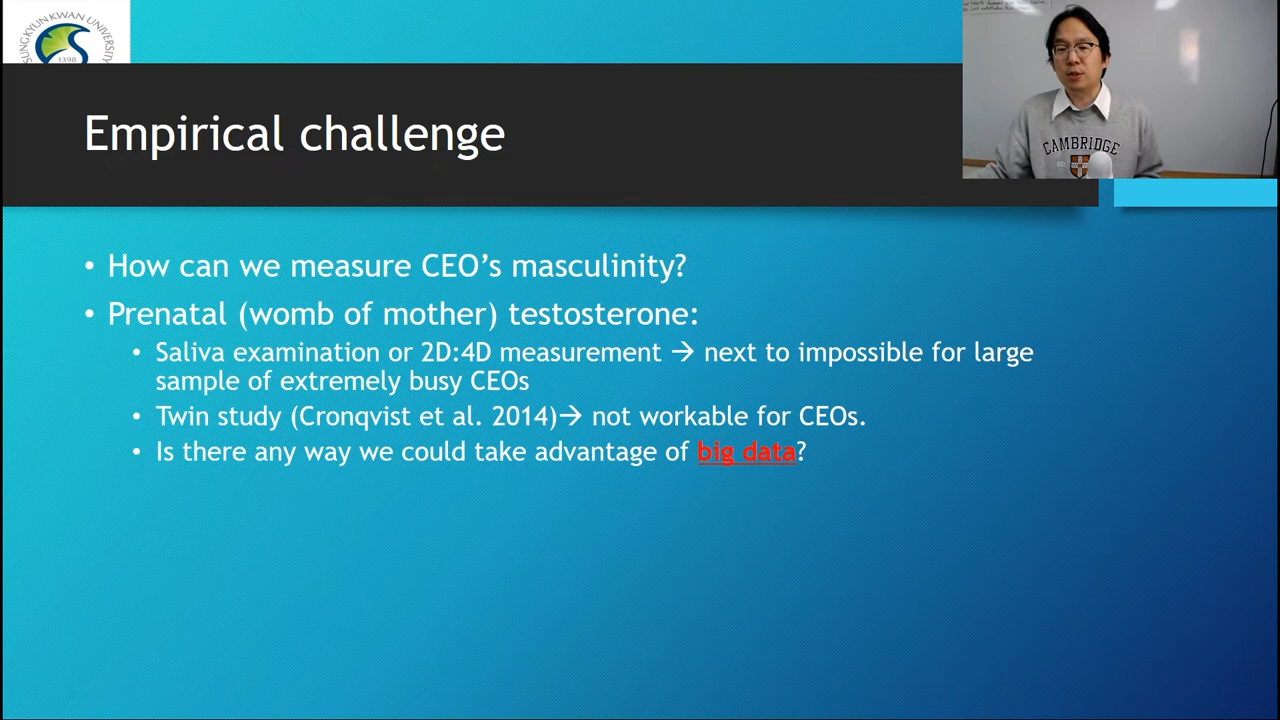 SUNGKYUNKWAN UNIVERSITY
1398
CAMBRIDGE
Empirical challenge
• How can we measure CEO’s masculinity?
• Prenatal (womb of mother) testosterone:
• Saliva examination or 2D:4D measurement → next to impossible for large
sample of extremely busy CEOs
• Twin study (Cronqvist et al. 2014)→ not workable for CEOs.
• Is there any way we could take advantage of big data?